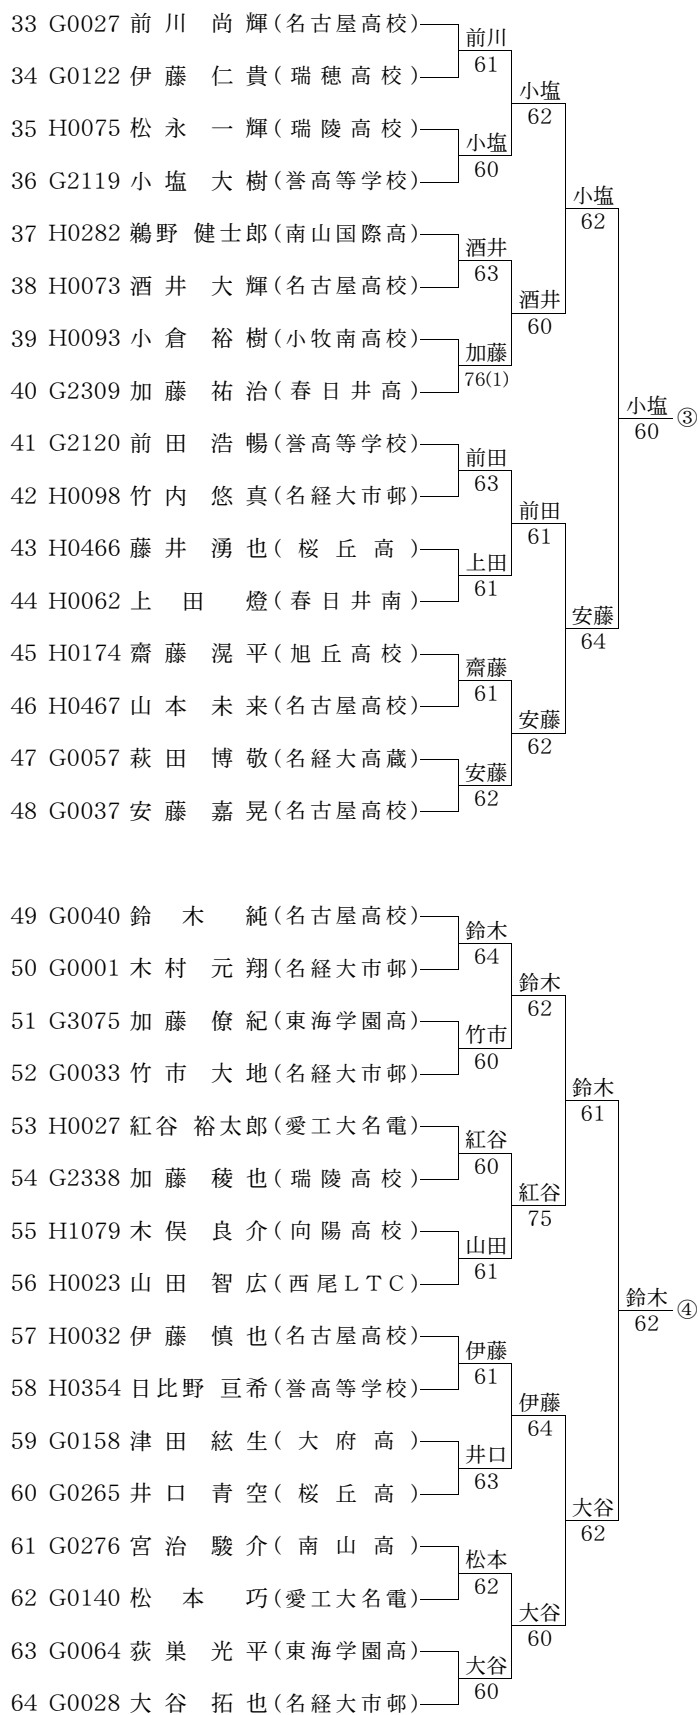 33 G0027 前川 尚輝(名古屋高校)
前川
34 G0122 伊藤 仁貴(瑞穂高校)
61
小塩
35 H0075 松永 一輝(瑞陵高校)
62
小塩
36 G2119 小塩 大樹(誉高等学校)
60
小塩
62
37 H0282 鵜野 健士郎(南山国際高)
酒井
38 H0073 酒井 大輝(名古屋高校)
63
酒井
39 H0093 小倉 裕樹(小牧南高校)
60
加藤
40 G2309 加藤 祐治(春日井高)
76(1)
小塩 ③
60
41 G2120 前田 浩暢(誉高等学校)
前田
42 H0098 竹内 悠真(名経大市邨)
63
前田
43 H0466 藤井 湧也(桜丘高)
61
上田
44 H0062 上田 燈(春日井南)
61
安藤
64
45 H0174 齋藤 滉平(旭丘高校)
齋藤
46 H0467 山本 未来(名古屋高校)
61
安藤
47 G0057 萩田 博敬(名経大高蔵)
62
安藤
48 G0037 安藤 嘉晃(名古屋高校)
62
49 G0040 鈴木 純(名古屋高校)
鈴木
50 G0001 木村 元翔(名経大市邨)
64
鈴木
51 G3075 加藤 僚紀(東海学園高)
62
竹市
52 G0033 竹市 大地(名経大市邨)
60
鈴木
61
53 H0027 紅谷 裕太郎(愛工大名電)
紅谷
54 G2338 加藤 稜也(瑞陵高校)
60
紅谷
55 H1079 木俣 良介(向陽高校)
75
山田
56 H0023 山田 智広(西尾LTC)
61
鈴木 ④
62
57 H0032 伊藤 慎也(名古屋高校)
伊藤
58 H0354 日比野 亘希(誉高等学校)
61
伊藤
59 G0158 津田 絃生(大府高)
64
井口
60 G0265 井口 青空(桜丘高)
63
大谷
62
61 G0276 宮治 駿介(南山高)
松本
62 G0140 松本 巧(愛工大名電)
62
大谷
63 G0064 荻巣 光平(東海学園高)
60
大谷
64 G0028 大谷 拓也(名経大市邨)
60